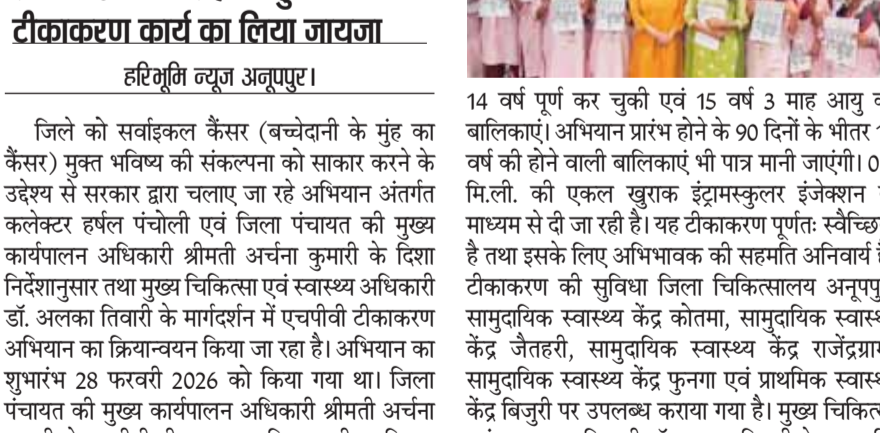 टीकाकरण कार्य का लिया जायजा
हरिभूमि न्यूज अनूपपुर।
जिले को सर्वाइकल कैंसर (बच्चेदानी के मुंह का
कैंसर) मुक्त भविष्य की संकल्पना को साकार करने के
उद्देश्य से सरकार द्वारा चलाए जा रहे अभियान अंतर्गत
कलेक्टर हर्षल पंचोली एवं जिला पंचायत की मुख्य
कार्यपालन अधिकारी श्रीमती अर्चना कुमारी के दिशा
निर्देशानुसार तथा मुख्य चिकित्सा एवं स्वास्थ्य अधिकारी
डॉ. अलका तिवारी के मार्गदर्शन में एचपीवी टीकाकरण
अभियान का क्रियान्वयन किया जा रहा है। अभियान का
शुभारंभ 28 फरवरी 2026 को किया गया था। जिला
पंचायत की मुख्य कार्यपालन अधिकारी श्रीमती अर्चना
14 वर्ष पूर्ण कर चुकी एवं 15 वर्ष 3 माह आयु
बालिकाएं। अभियान प्रारंभ होने के 90 दिनों के भीतर
वर्ष की होने वाली बालिकाएं भी पात्र मानी जाएंगी।
मि.ली. की एकल खुराक इंट्रामस्कुलर इंजेक्शन
माध्यम से दी जा रही है। यह टीकाकरण पूर्णतः
है तथा इसके लिए अभिभावक की सहमति अनिवार्य
टीकाकरण की सुविधा जिला चिकित्सालय
सामुदायिक स्वास्थ्य केंद्र कोतमा, सामुदायिक
केंद्र जैतहरी, सामुदायिक स्वास्थ्य केंद्र
सामुदायिक स्वास्थ्य केंद्र फुनगा एवं प्राथमिक
केंद्र बिजुरी पर उपलब्ध कराया गया है। मुख्य